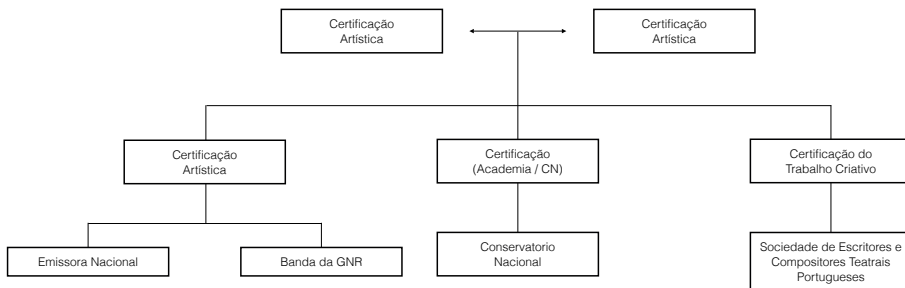 Certificação
Artística
Certificação
Artística
Certificação
Artística
Certificação
(Academia / CN)
Certificação do
Trabalho Criativo
Emissora Nacional
Banda da GNR
Conservatorio
Nacional
Sociedade de Escritores e
Compositores Teatrais
Portugueses